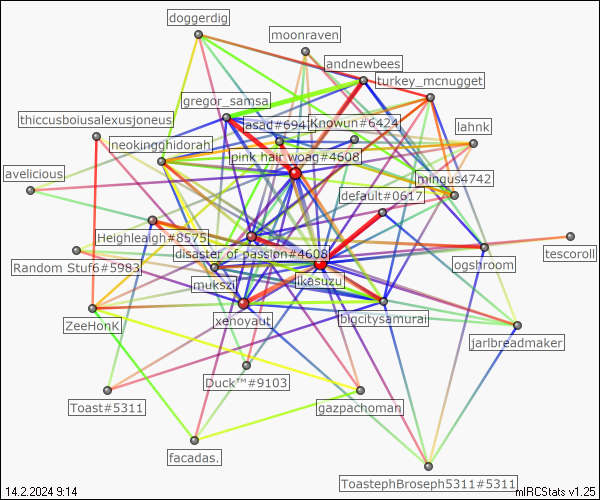 doggerdig
moonraven
andnewbees
turkey_mcnugget
gregor_samsa
thiccusboiusalexusjoneus
asad#694
Knowun#6424
lahnk
neokingghidorah
pink hair woag#4608
avelicious
mingus4742
default#0617
Heighleaigh#8575
disaster of passion#4608
tescoroll
Random Stuf6#5983
ogshroom
mukszi
ikasuzu
ZeeHonK
xenoyaut
bigcitysamurai
jarlbreadmaker
Duck™#9103
Toast#5311
gazpachoman
facadas.
ToastephBroseph5311#5311
14.2.2024 9:14
mIRCStats v1.25